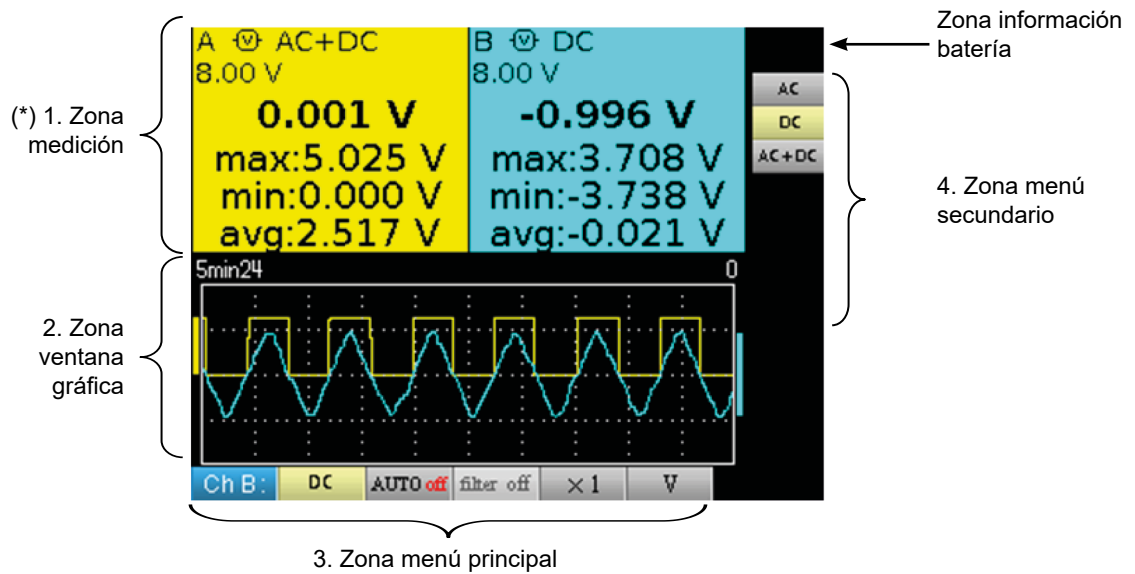 Zona información
batería
(*) 1. Zona
medición
A V AC+DC
8.00 V
0.001 V
max:5.025 V
min:0.000 V
avg:2.517 V
B V DC
8.00 V
-0.996 V
max:3.708 V
min:-3.738 V
avg:-0.021 V
AC
DC
AC+DC
4. Zona menú
secundario
2. Zona
ventana
gráfica
5min24
0
Ch B: DC AUTO off filter off ×1 V
3. Zona menú principal